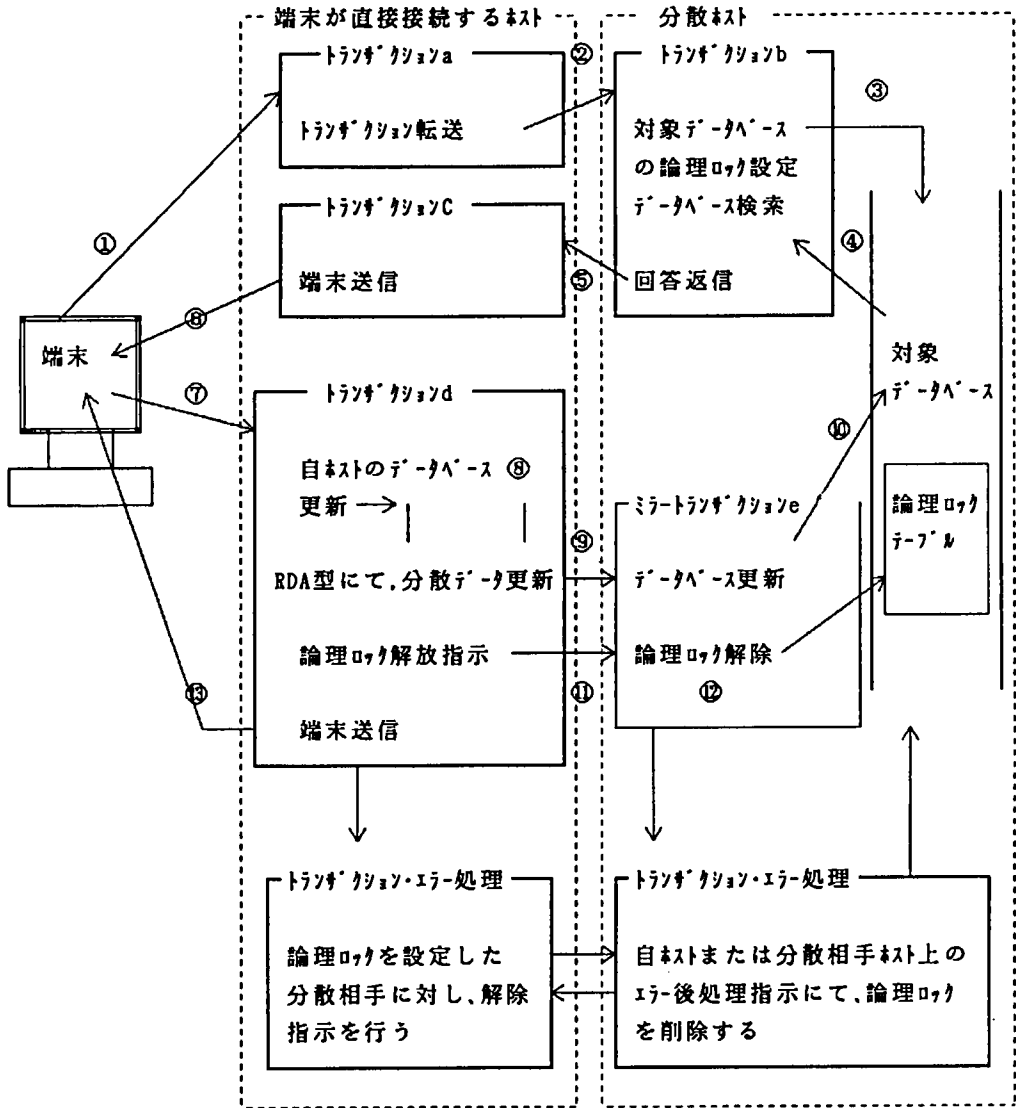 端末が直接接続するホスト
分散ホスト
トランザクションa
②
トランザクションb
③
トランザクション転送
対象データベース
の論理ロック設定
データベース検索
トランザクションC
①
④
端末送信
⑤
回答返信
⑥
端末
対象
データベース
⑦
トランザクションd
⑩
自ホストのデータベース ⑧
更新
ミラートランザクションe
論理ロック
テーブル
⑨
RDA型にて,分散データ更新
データベース更新
論理ロック解放指示
論理ロック解除
⑬
⑪
⑫
端末送信
トランザクション・エラー処理
トランザクション・エラー処理
論理ロックを設定した
分散相手に対し、解除
指示を行う
自ホストまたは分散相手ホスト上の
エラー後処理指示にて、論理ロック
を削除する